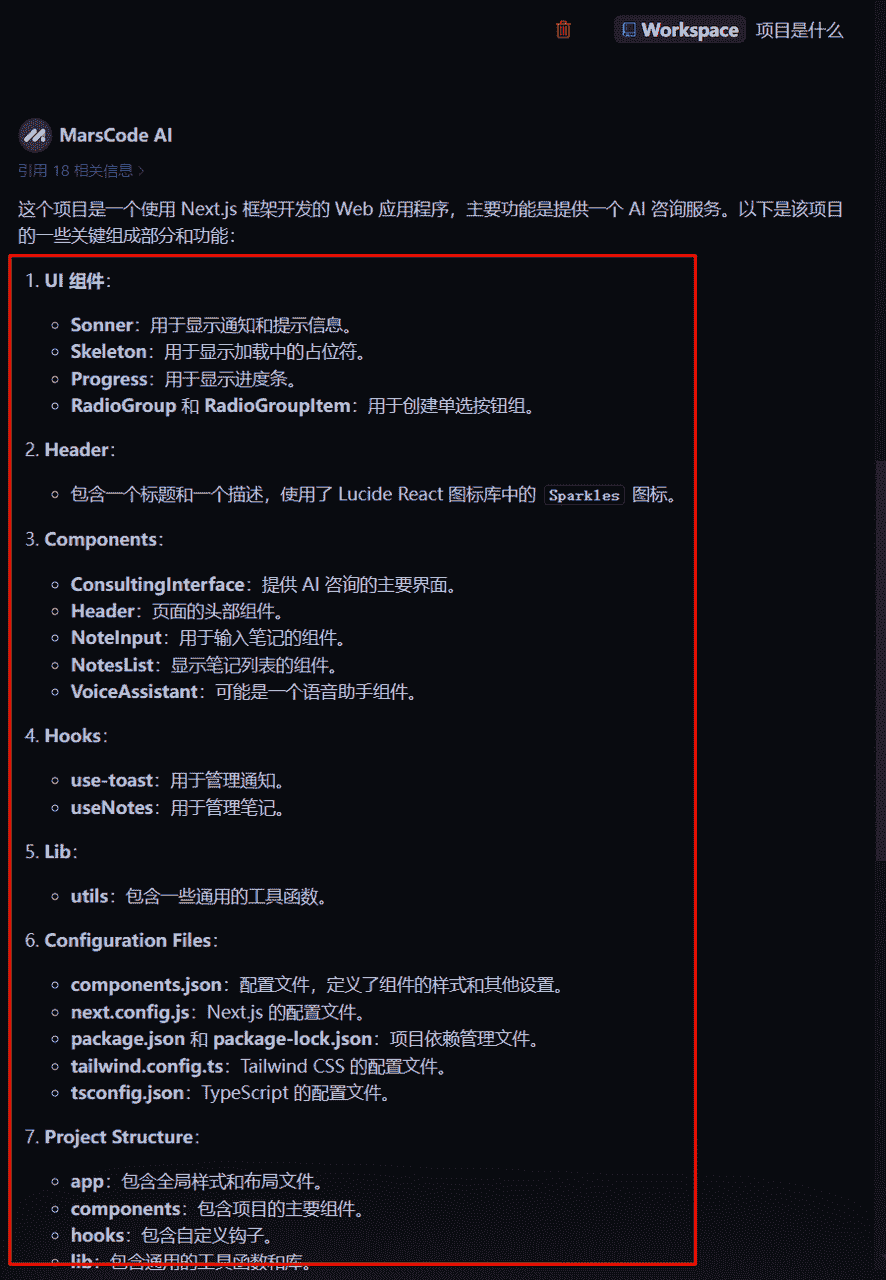 Workspace 项目是什么
MarsCode AI
引用 18 相关信息 >
这个项目是一个使用 Next.js 框架开发的 Web 应用程序，主要功能是提供一个 AI 咨询服务。以下是该项目
的一些关键组成部分和功能：
1. UI 组件：
Sonner：用于显示通知和提示信息。
Skeleton：用于显示加载中的占位符。
Progress：用于显示进度条。
RadioGroup 和 RadioGroupItem：用于创建单选按钮组。
2. Header：
包含一个标题和一个描述，使用了 Lucide React 图标库中的 Sparkles 图标。
3. Components：
ConsultingInterface：提供 AI 咨询的主要界面。
Header：页面的头部组件。
NoteInput：用于输入笔记的组件。
NotesList：显示笔记列表的组件。
VoiceAssistant：可能是一个语音助手组件。
4. Hooks：
use-toast：用于管理通知。
useNotes：用于管理笔记。
5. Lib：
utils：包含一些通用的工具函数。
6. Configuration Files：
components.json：配置文件，定义了组件的样式和其他设置。
next.config.js：Next.js 的配置文件。
package.json 和 package-lock.json：项目依赖管理文件。
tailwind.config.ts：Tailwind CSS 的配置文件。
tsconfig.json：TypeScript 的配置文件。
7. Project Structure：
app：包含全局样式和布局文件。
components：包含项目的主要组件。
hooks：包含自定义钩子。
lib：包含通用的工具函数和库。